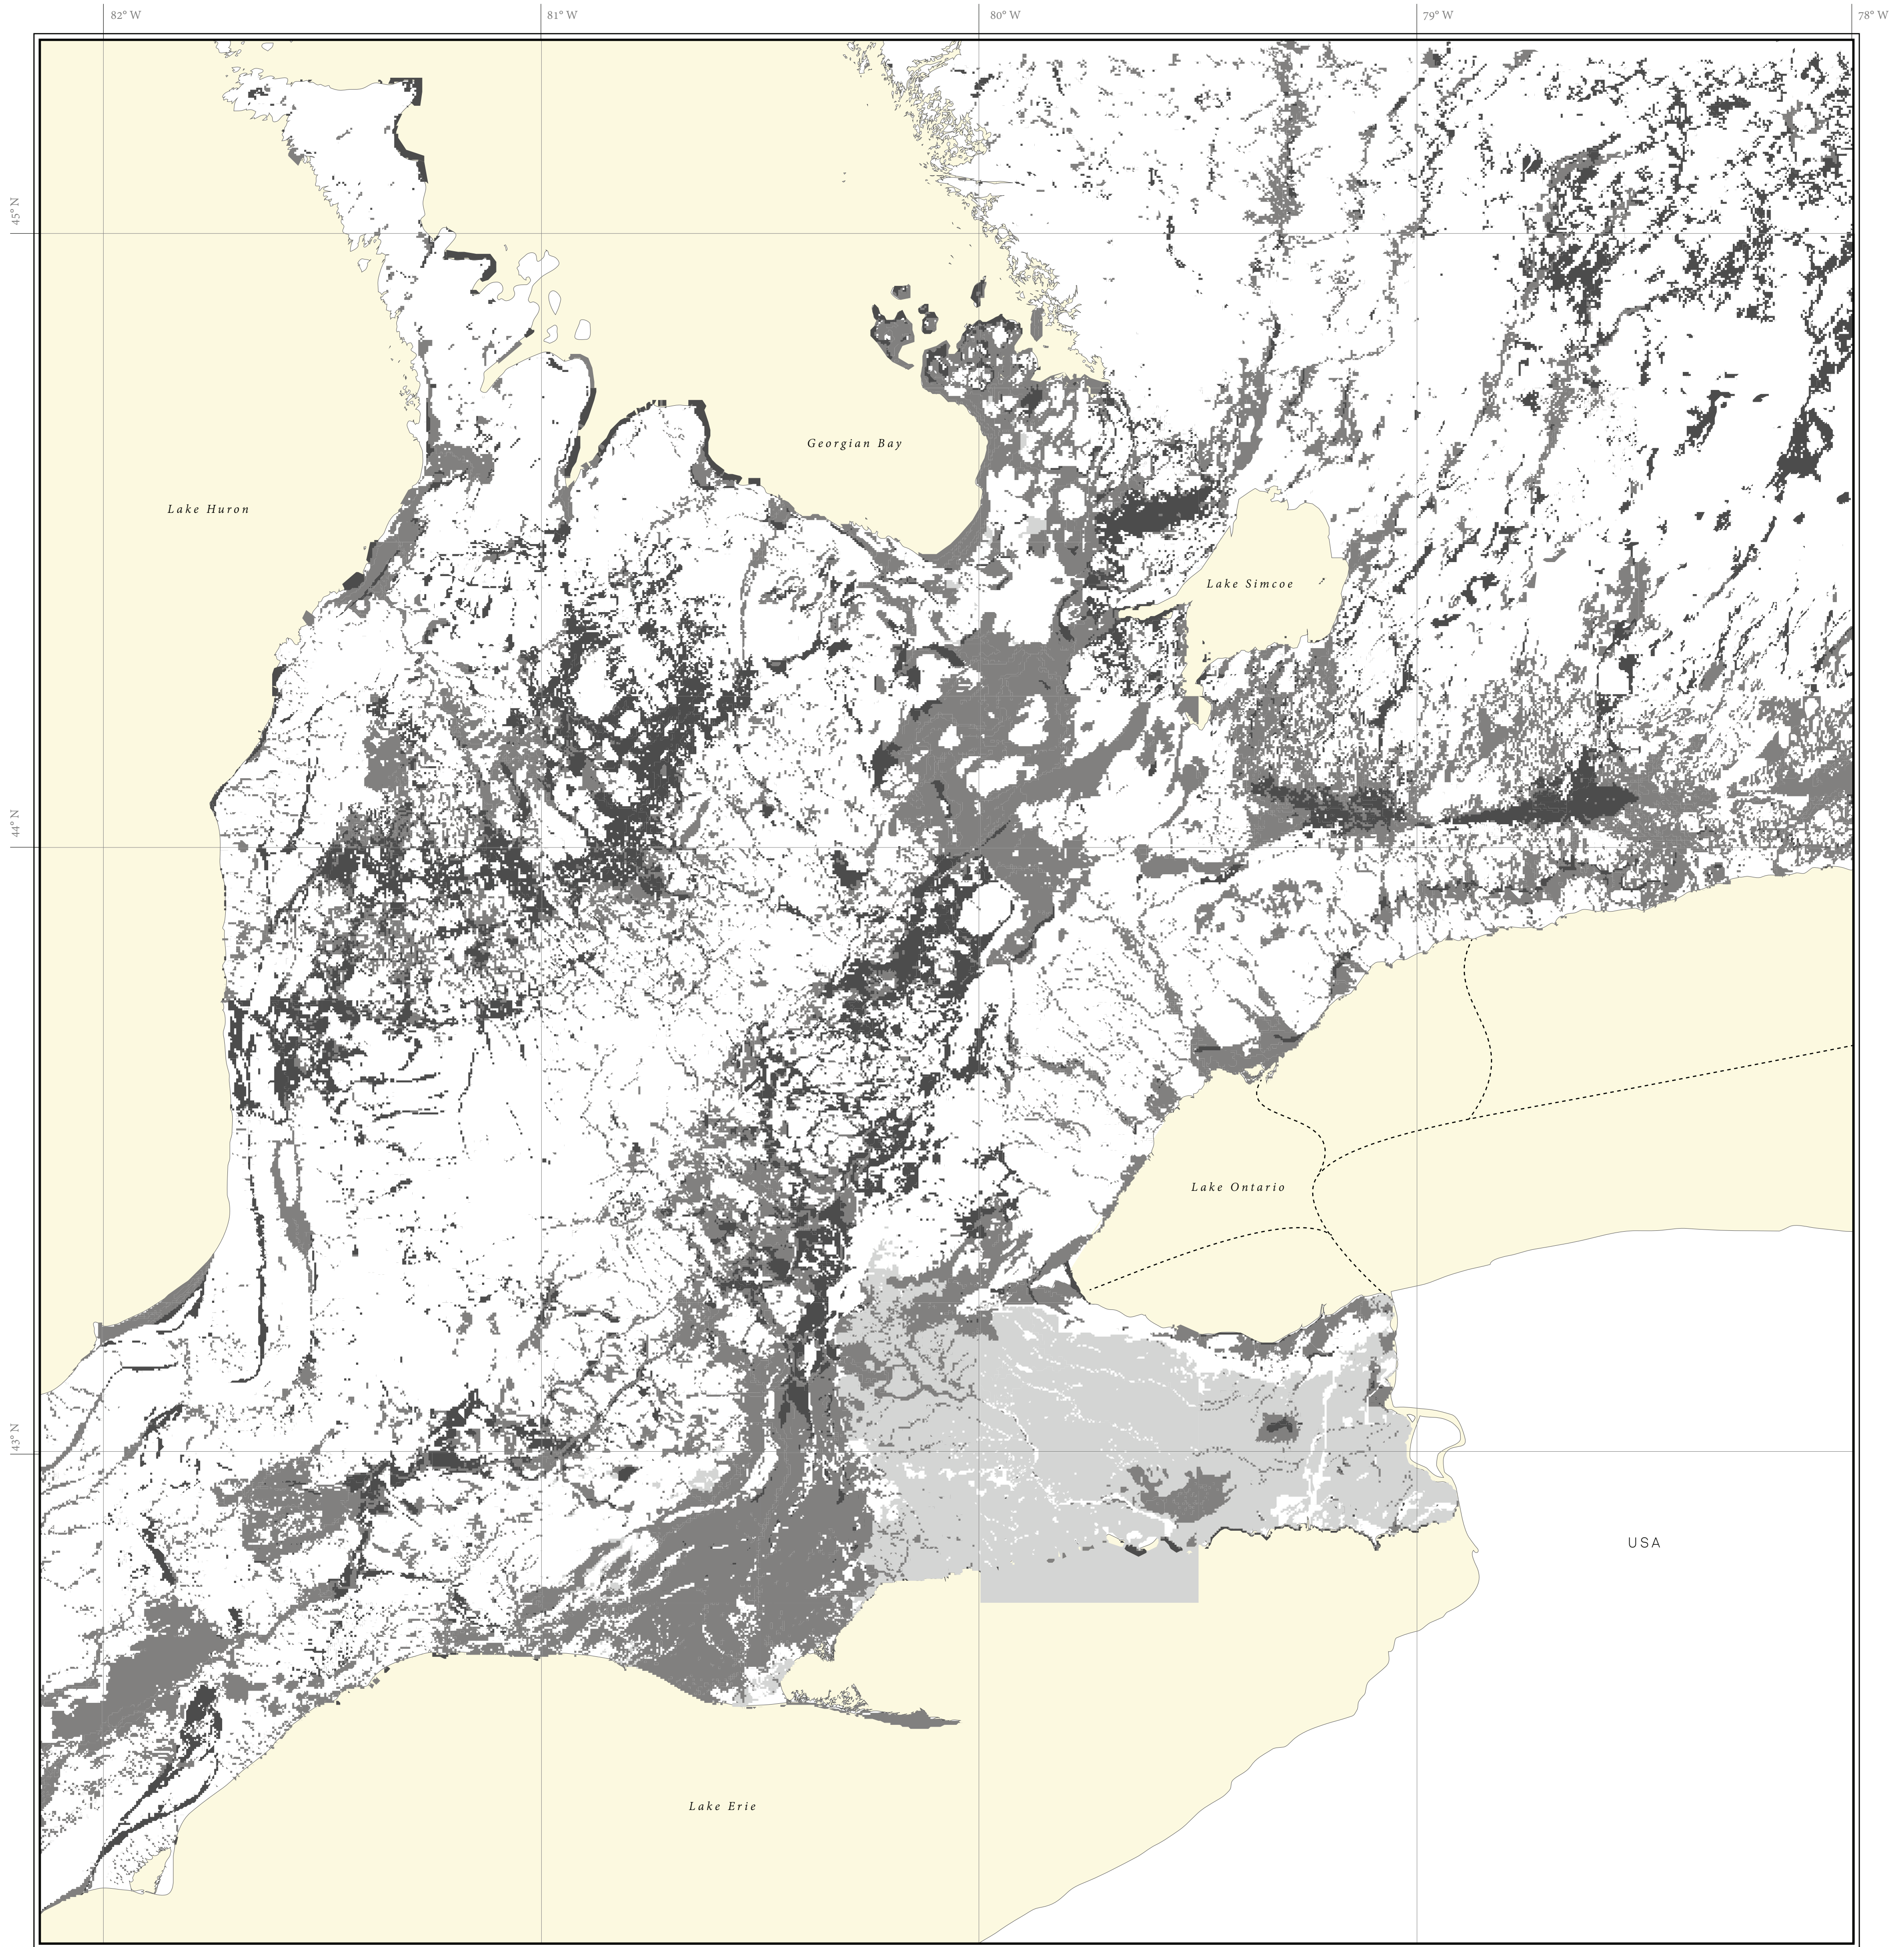 82° W
81° W
80° W
79° W
78° W
45° N
Georgian Bay
Lake Huron
Lake Simcoe
44° N
Lake Ontario
43° N
USA
Lake Erie